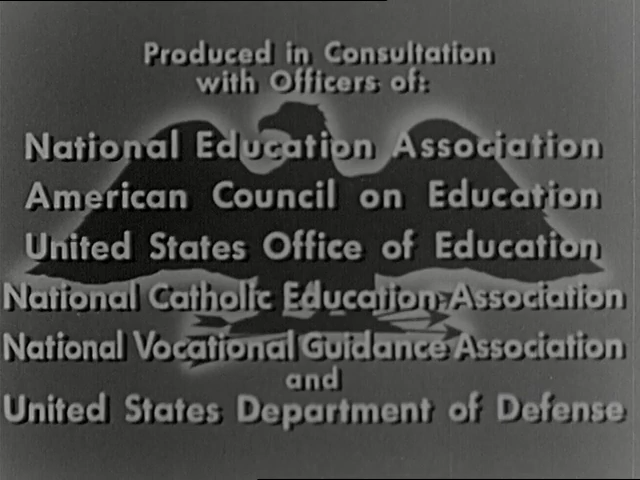 Produced in Consultation
with Officers of:
National Education Association
American Council on Education
United States Office of Education
National Catholic Education Association
National Vocational Guidance Association
and
United States Department of Defense